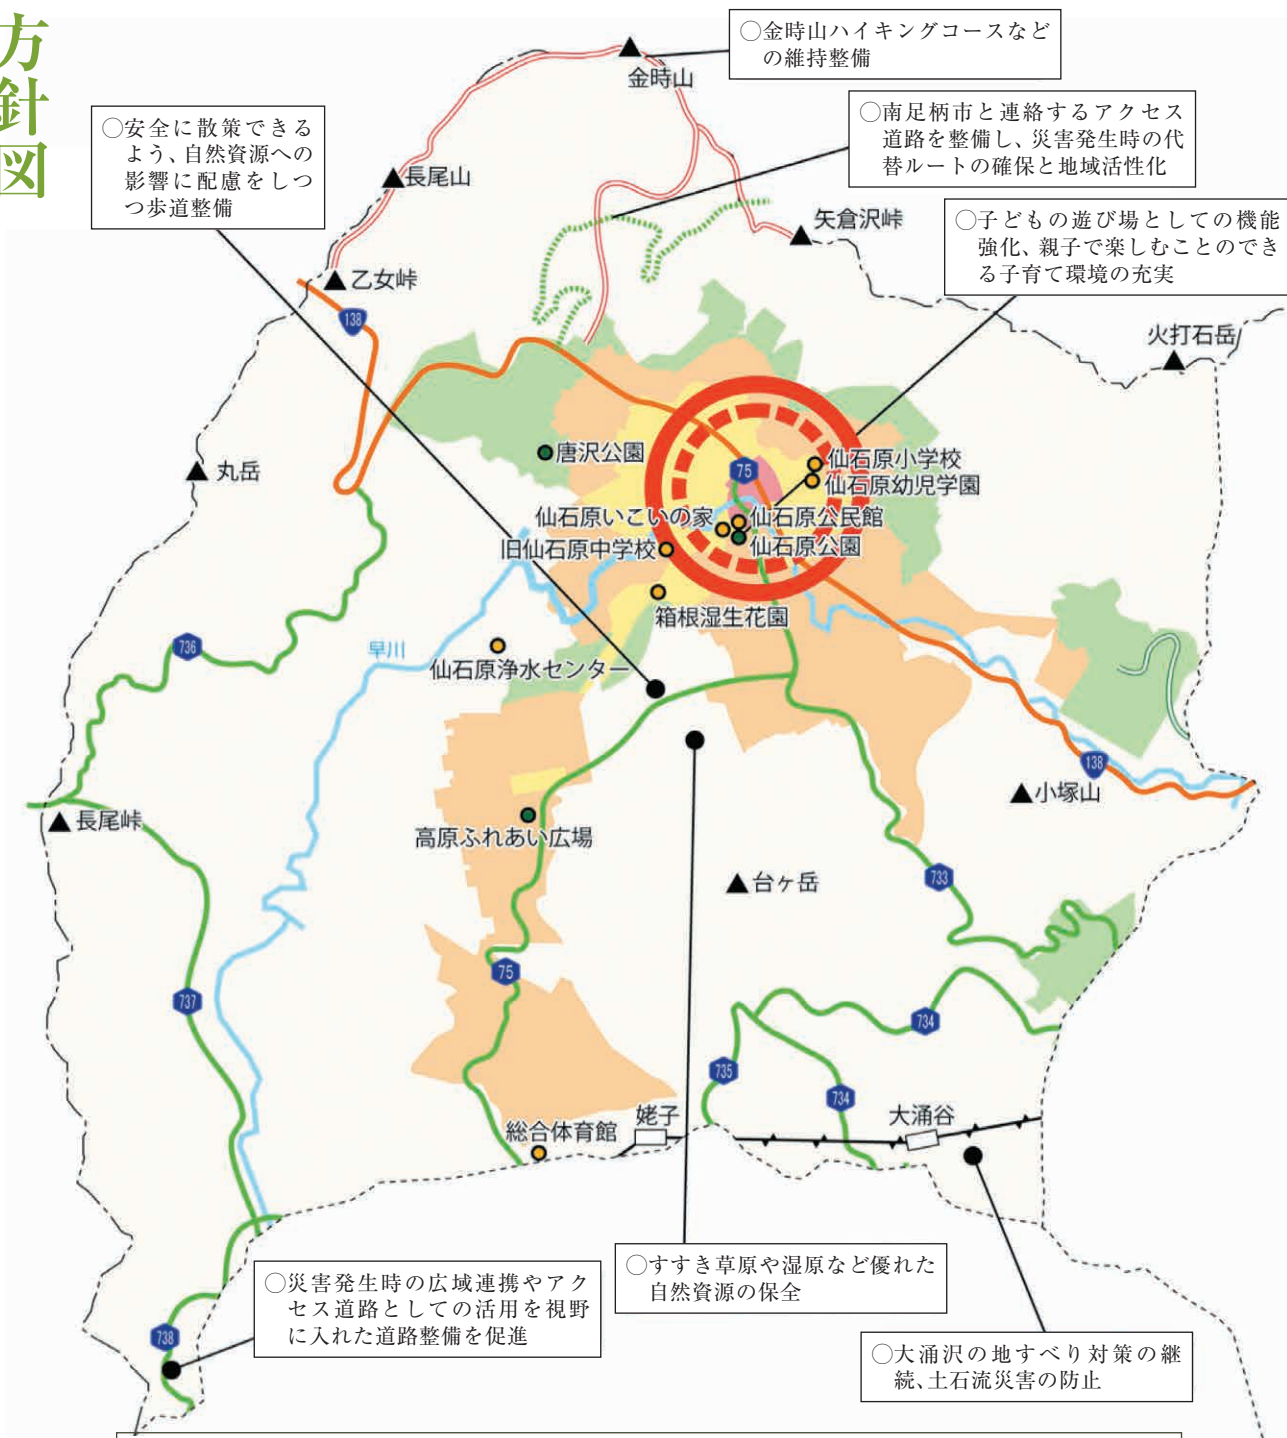 方針図
○金時山ハイキングコースなど
の維持整備
金時山
○南足柄市と連絡するアクセス
道路を整備し、災害発生時の代
替ルートの確保と地域活性化
○安全に散策できる
よう、自然資源への
影響に配慮をしつ
つ歩道整備
長尾山
○子どもの遊び場としての機能
強化、親子で楽しむことのでき
る子育て環境の充実
矢倉沢峠
乙女峠
138
火打石岳
丸岳
唐沢公園
75
仙石原小学校
仙石原幼児学園
仙石原いこいの家
仙石原公民館
旧仙石原中学校
仙石原公園
箱根湿生花園
736
早川
仙石原浄水センター
138
小塚山
長尾峠
高原ふれあい広場
台ヶ岳
733
75
737
734
735
734
姥子
大涌谷
総合体育館
○すすき草原や湿原など優れた
自然資源の保全
○災害発生時の広域連携やアク
セス道路としての活用を視野
に入れた道路整備を促進
738
○大涌沢の地すべり対策の継
続、土石流災害の防止